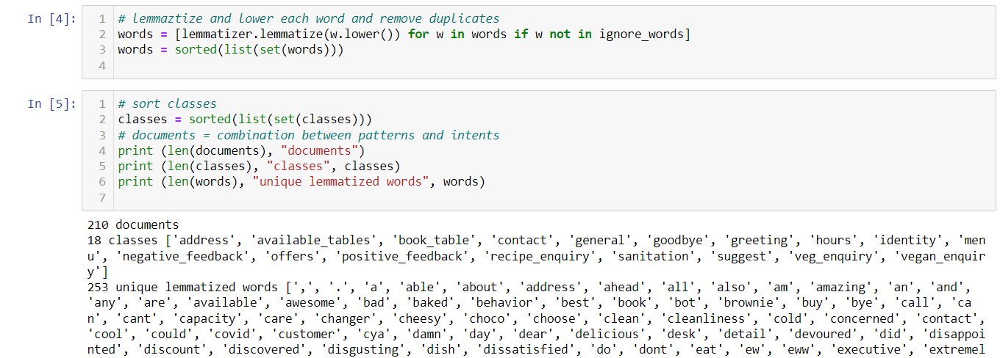 In [4]:
1 # lemmaztize and lower each word and remove duplicates
2 words = [lemmatizer.lemmatize(w.lower()) for w in words if w not in ignore_words]
3 words = sorted(list(set(words)))
4
In [5]:
1 # sort classes
2 classes = sorted(list(set(classes)))
3 # documents = combination between patterns and intents
4 print (len(documents), "documents")
5 print (len(classes), "classes", classes)
6 print (len(words), "unique lemmatized words", words)
7
210 documents
18 classes ['address', 'available_tables', 'book_table', 'contact', 'general', 'goodbye', 'greeting', 'hours', 'identity', 'men
u', 'negative_feedback', 'offers', 'positive_feedback', 'recipe_enquiry', 'sanitation', 'suggest', 'veg_enquiry', 'vegan_enquir
y']
253 unique lemmatized words [',', '.', 'a', 'able', 'about', 'address', 'ahead', 'all', 'also', 'am', 'amazing', 'an', 'and',
'any', 'are', 'available', 'awesome', 'bad', 'baked', 'behavior', 'best', 'book', 'bot', 'brownie', 'buy', 'bye', 'call', 'ca
n', 'cant', 'capacity', 'care', 'changer', 'cheesy', 'choco', 'choose', 'clean', 'cleanliness', 'cold', 'concerned', 'contact',
'cool', 'could', 'covid', 'customer', 'cya', 'damn', 'day', 'dear', 'delicious', 'desk', 'detail', 'devoured', 'did', 'disappoi
nted', 'discount', 'discovered', 'disgusting', 'dish', 'dissatisfied', 'do', 'dont', 'eat', 'ew', 'eww', 'executive', 'extremel